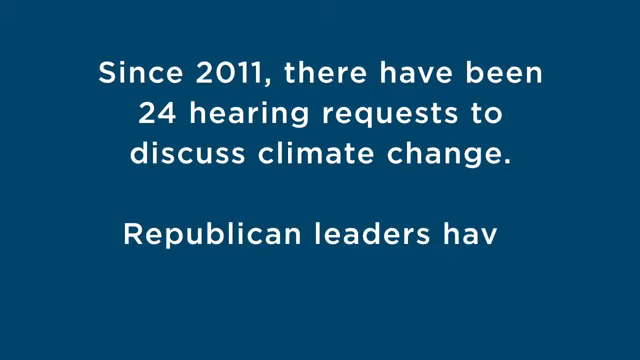 Since 2011, there have been
24 hearing requests to
discuss climate change.
Republican leaders hav